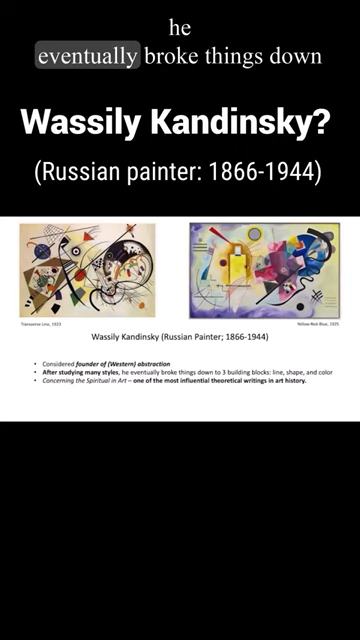 he
eventually broke things down
Wassily Kandinsky?
(Russian painter: 1866-1944)
Transverse Line, 1923
Yellow-Red-Blue, 1925
Wassily Kandinsky (Russian Painter; 1866-1944)
• Considered founder of (Western) abstraction
• After studying many styles, he eventually broke things down to 3 building blocks: line, shape, and color
• Concerning the Spiritual in Art – one of the most influential theoretical writings in art history.